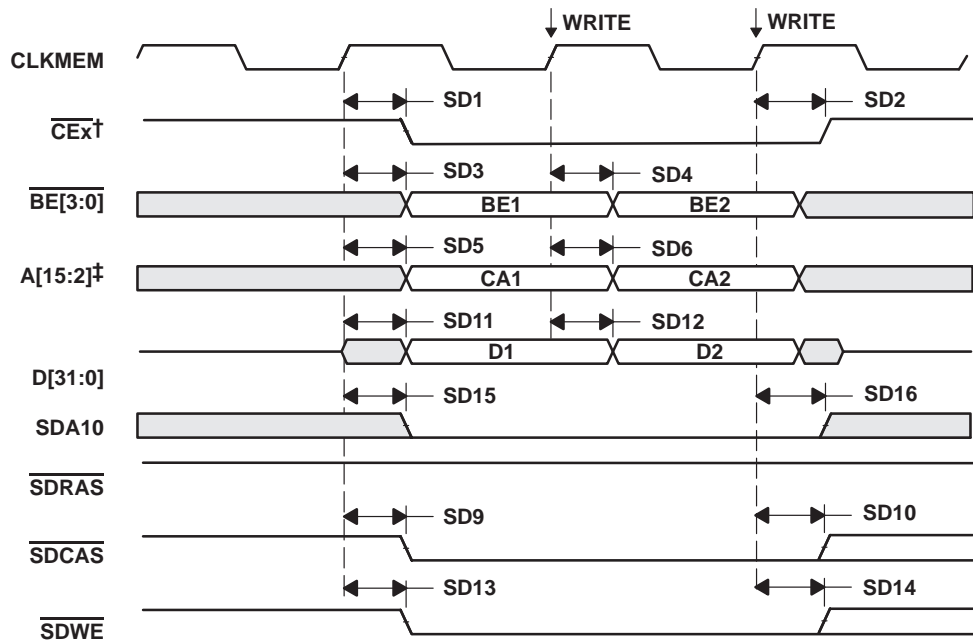 WRITE WRITE
CLKMEM
SD1 SD2
CEx†
SD3 SD4
BE[3:0] BE1 BE2
SD5 SD6
A[15:2]‡ CA1 CA2
SD11 SD12
D1 D2
D[31:0]
SD15 SD16
SDA10
SDRAS
SD9 SD10
SDCAS
SD13 SD14
SDWE